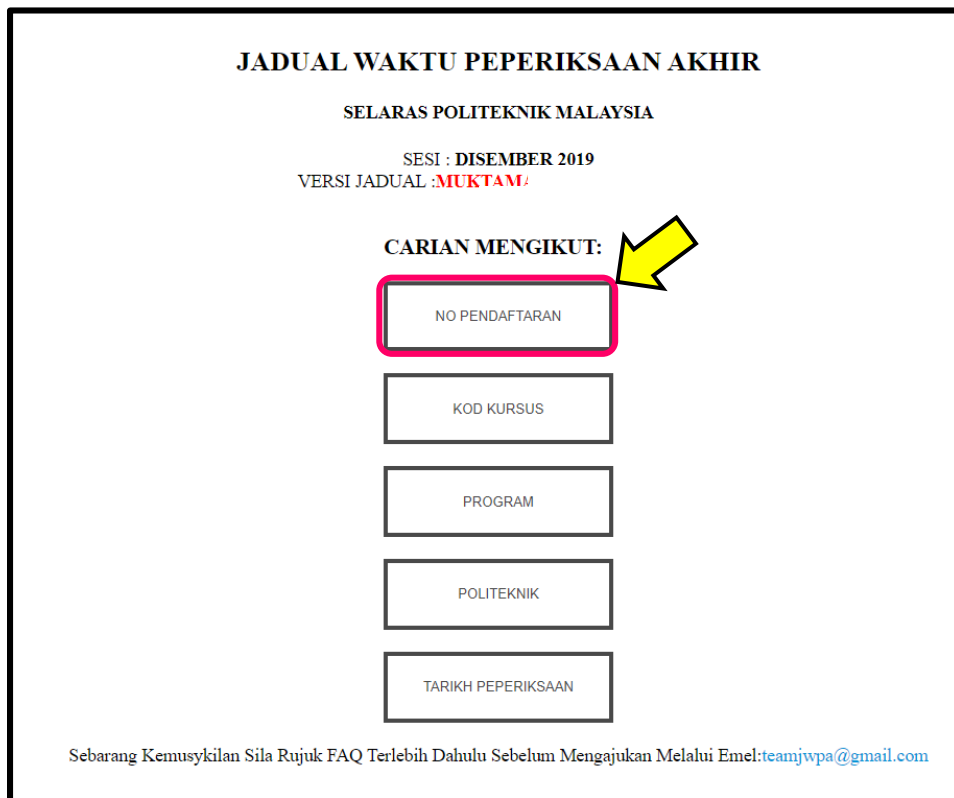 JADUAL WAKTU PEPERIKSAAN AKHIR
SELARAS POLITEKNIK MALAYSIA
SESI : DISEMBER 2019
VERSI JADUAL :
CARIAN MENGIKUT:
NO PENDAFTARAN
KOD KURSUS
PROGRAM
POLITEKNIK
TARIKH PEPERIKSAAN
Sebarang Kemusykilan Sila Rujuk FAQ Terlebih Dahulu Sebelum Mengajukan Melalui Emel:teamjwpa@gmail.com